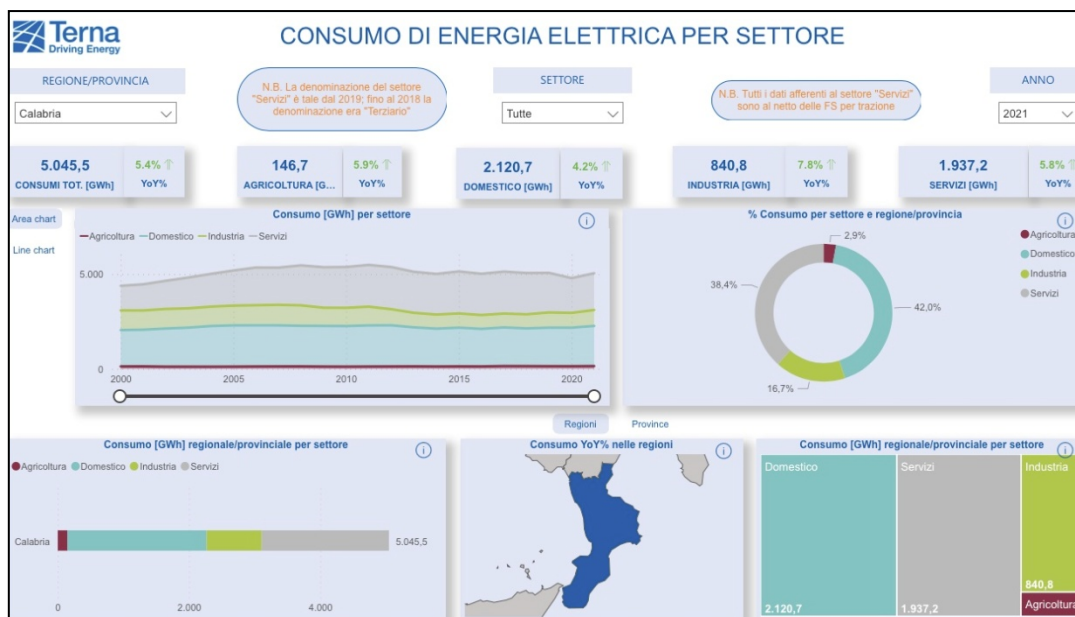 Terna
Driving Energy
CONSUMO DI ENERGIA ELETTRICA PER SETTORE
REGIONE/PROVINCIA
Calabria
N.B. La denominazione del settore
"Servizi" è tale dal 2019; fino al 2018 la
denominazione era "Terziario"
SETTORE
Tutte
N.B. Tutti i dati afferenti al settore "Servizi"
sono al netto delle FS per trazione
ANNO
2021
5.045,5
CONSUMI TOT. [GWh]
5.4%
YoY%
146,7
AGRICOLTURA [G...
5.9%
YoY%
2.120,7
DOMESTICO [GWh]
4.2%
YoY%
840,8
INDUSTRIA [GWh]
7.8%
YoY%
1.937,2
SERVIZI [GWh]
5.8%
YoY%
Area chart
Line chart
Consumo [GWh] per settore
Agricoltura Domestico Industria Servizi
5.000
0
2000 2005 2010 2015 2020
% Consumo per settore e regione/provincia
2,9%
42,0%
16,7%
38,4%
Agricoltura
Domestico
Industria
Servizi
Regioni Province
Consumo [GWh] regionale/provinciale per settore
Agricoltura Domestico Industria Servizi
Calabria
5.045,5
0 2.000 4.000
Consumo YoY% nelle regioni
Consumo [GWh] regionale/provinciale per settore
Domestico
2.120,7
Servizi
1.937,2
Industria
840,8
Agricoltura